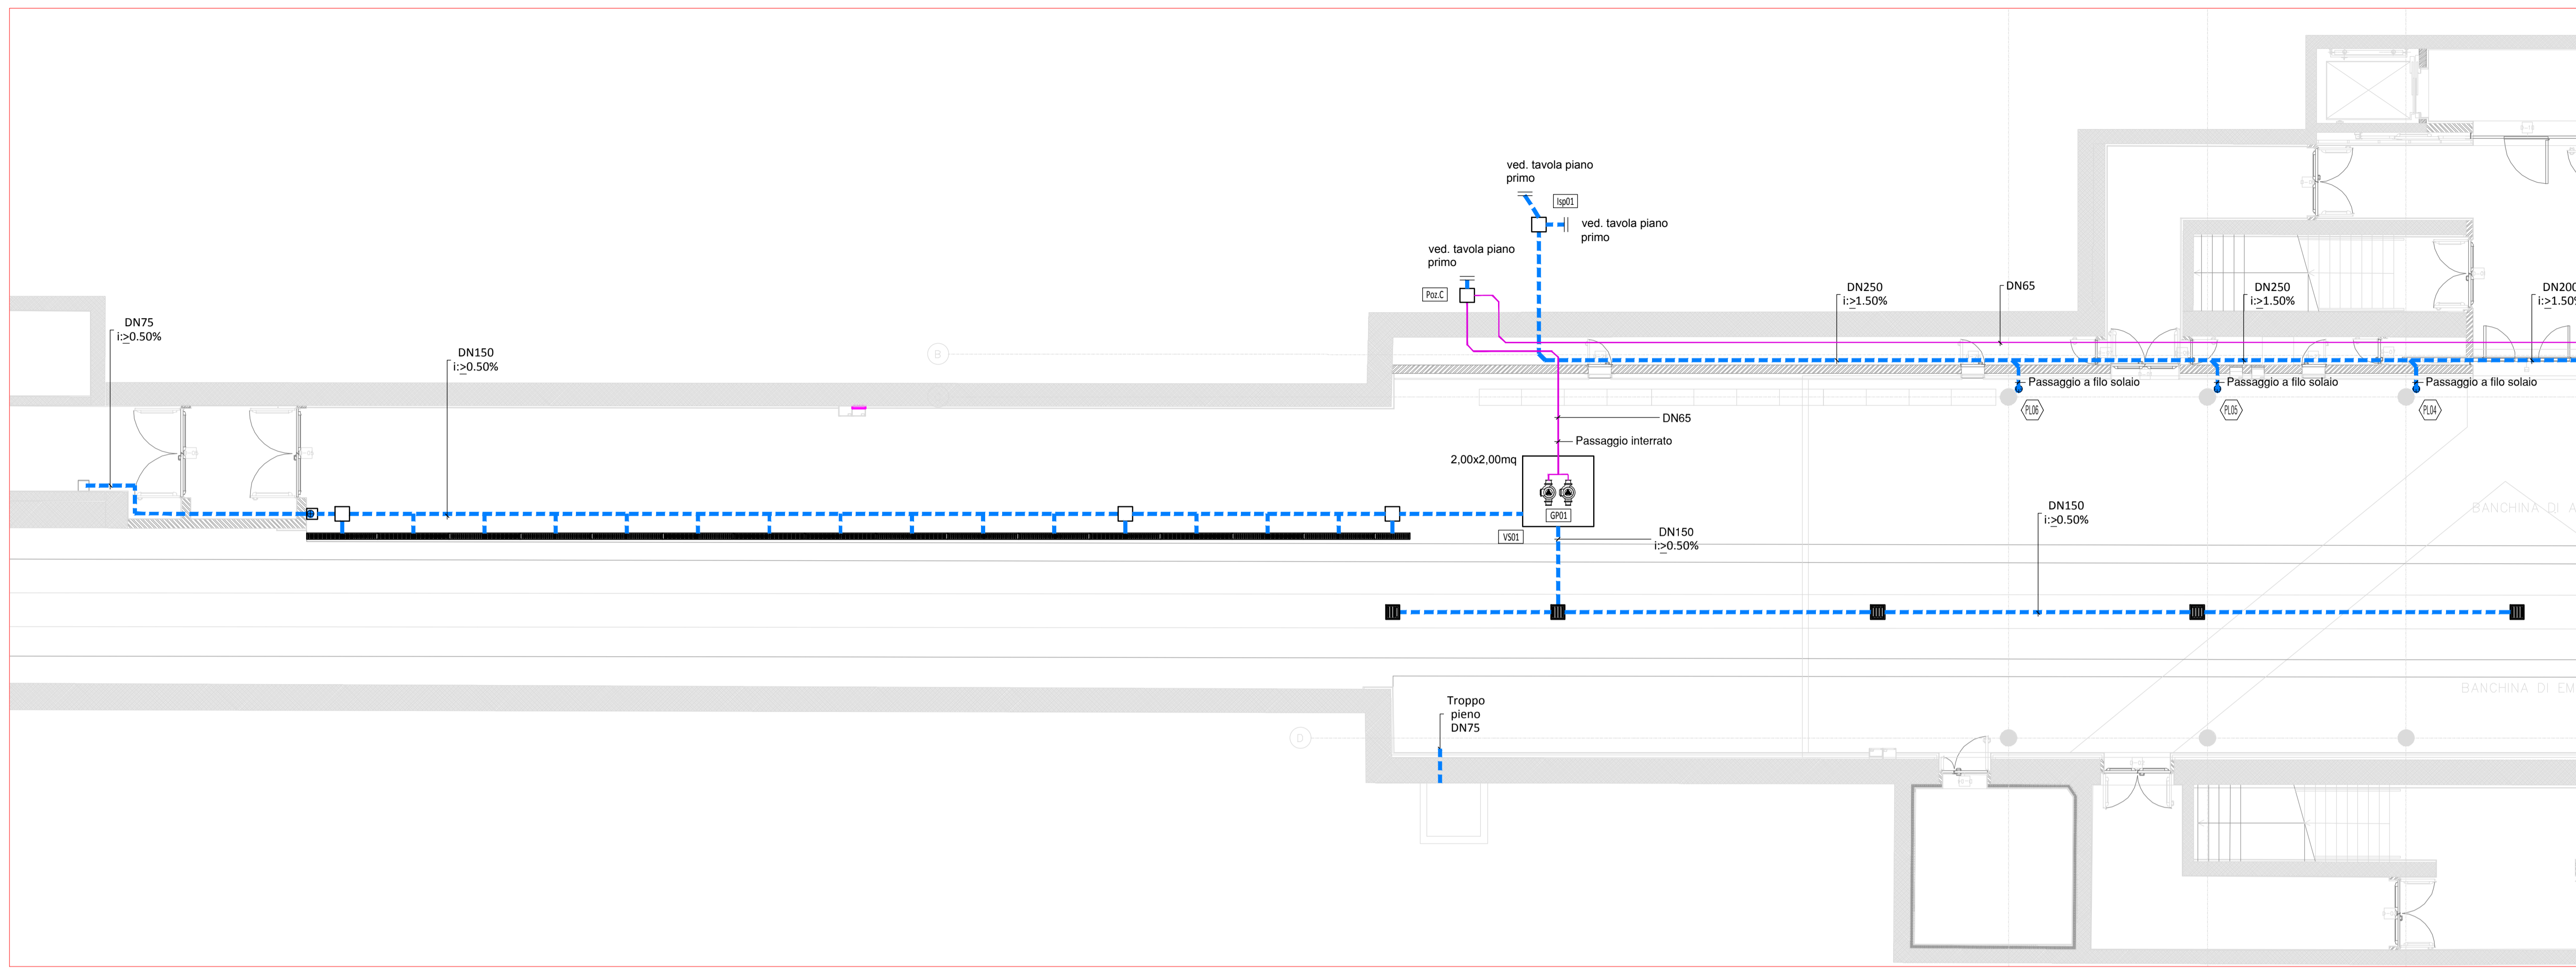 ved. tavola piano
primo
Isp01
ved. tavola piano
primo
ved. tavola piano
primo
Poz.C
DN75
i:≥0.50%
DN150
i:≥0.50%
B
DN250
i:≥1.50%
DN65
DN250
i:≥1.50%
DN200
i:≥1.50%
Passaggio a filo solaio
Passaggio a filo solaio
Passaggio a filo solaio
PL06
PL05
PL04
DN65
Passaggio interrato
2,00x2,00mq
GP01
VS01
DN150
i:≥0.50%
DN150
i:≥0.50%
BANCHINA DI A
BANCHINA DI EM
Troppo
pieno
DN75
D